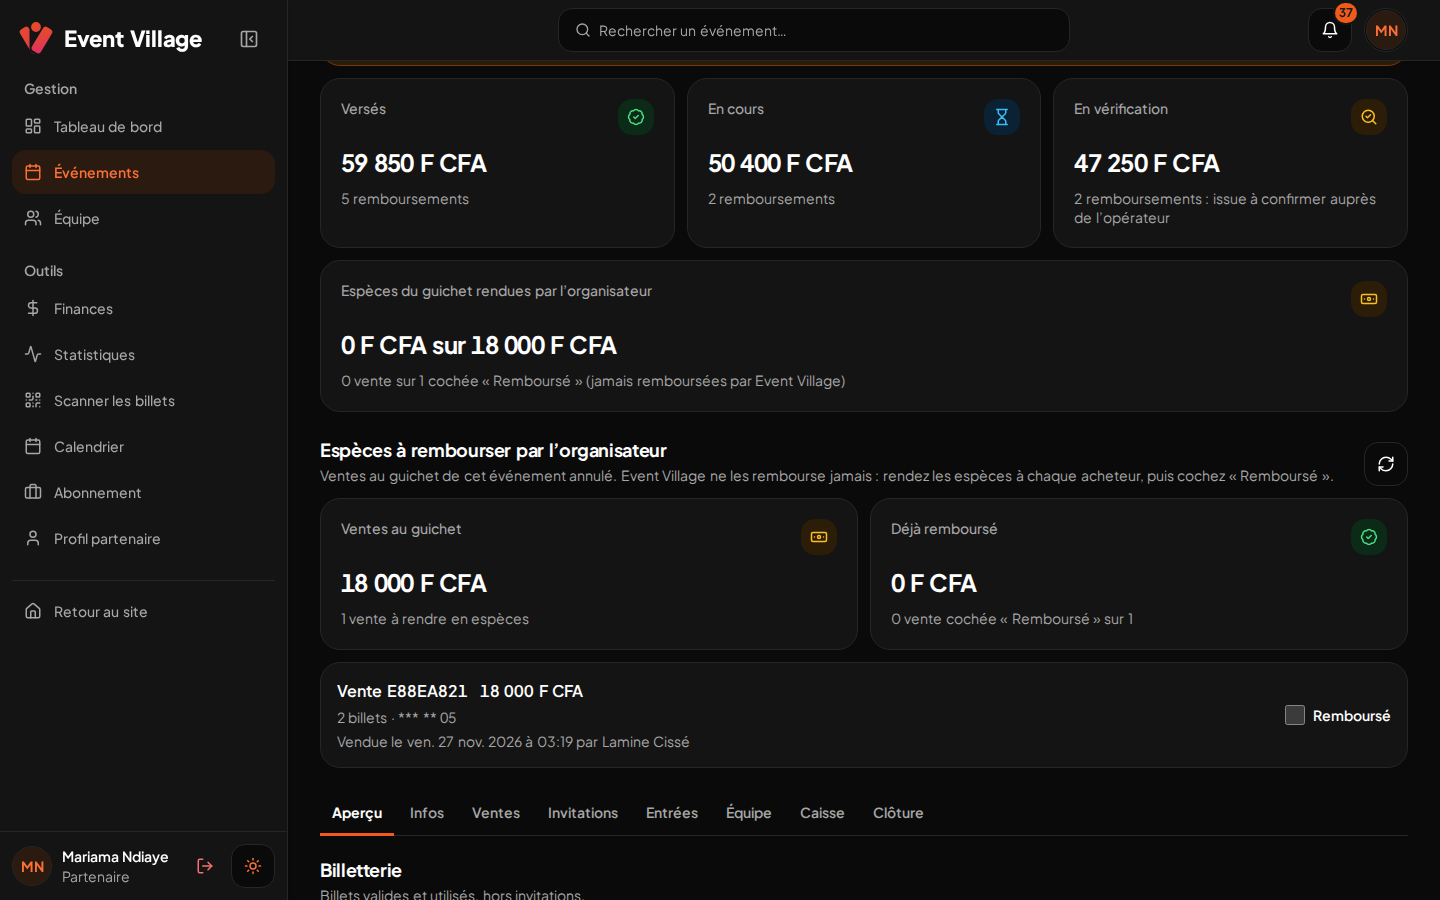 Event Village
Rechercher un événement...
37
MN
Gestion
Tableau de bord
Événements
Équipe
Outils
Finances
Statistiques
Scanner les billets
Calendrier
Abonnement
Profil partenaire
Retour au site
MN
Mariama Ndiaye
Partenaire
Versés
59 850 F CFA
5 remboursements
En cours
50 400 F CFA
2 remboursements
En vérification
47 250 F CFA
2 remboursements : issue à confirmer auprès
de l’opérateur
Espèces du guichet rendues par l’organisateur
0 F CFA sur 18 000 F CFA
0 vente sur 1 cochée « Remboursé » (jamais remboursées par Event Village)
Espèces à rembourser par l’organisateur
Ventes au guichet de cet événement annulé. Event Village ne les rembourse jamais : rendez les espèces à chaque acheteur, puis cochez « Remboursé ».
Ventes au guichet
18 000 F CFA
1 vente à rendre en espèces
Déjà remboursé
0 F CFA
0 vente cochée « Remboursé » sur 1
Vente E88EA821 18 000 F CFA
2 billets · *** ** 05
Vendue le ven. 27 nov. 2026 à 03:19 par Lamine Cissé
Remboursé
Aperçu
Infos
Ventes
Invitations
Entrées
Équipe
Caisse
Clôture
Billetterie
Billets valides et utilisés, hors invitations.